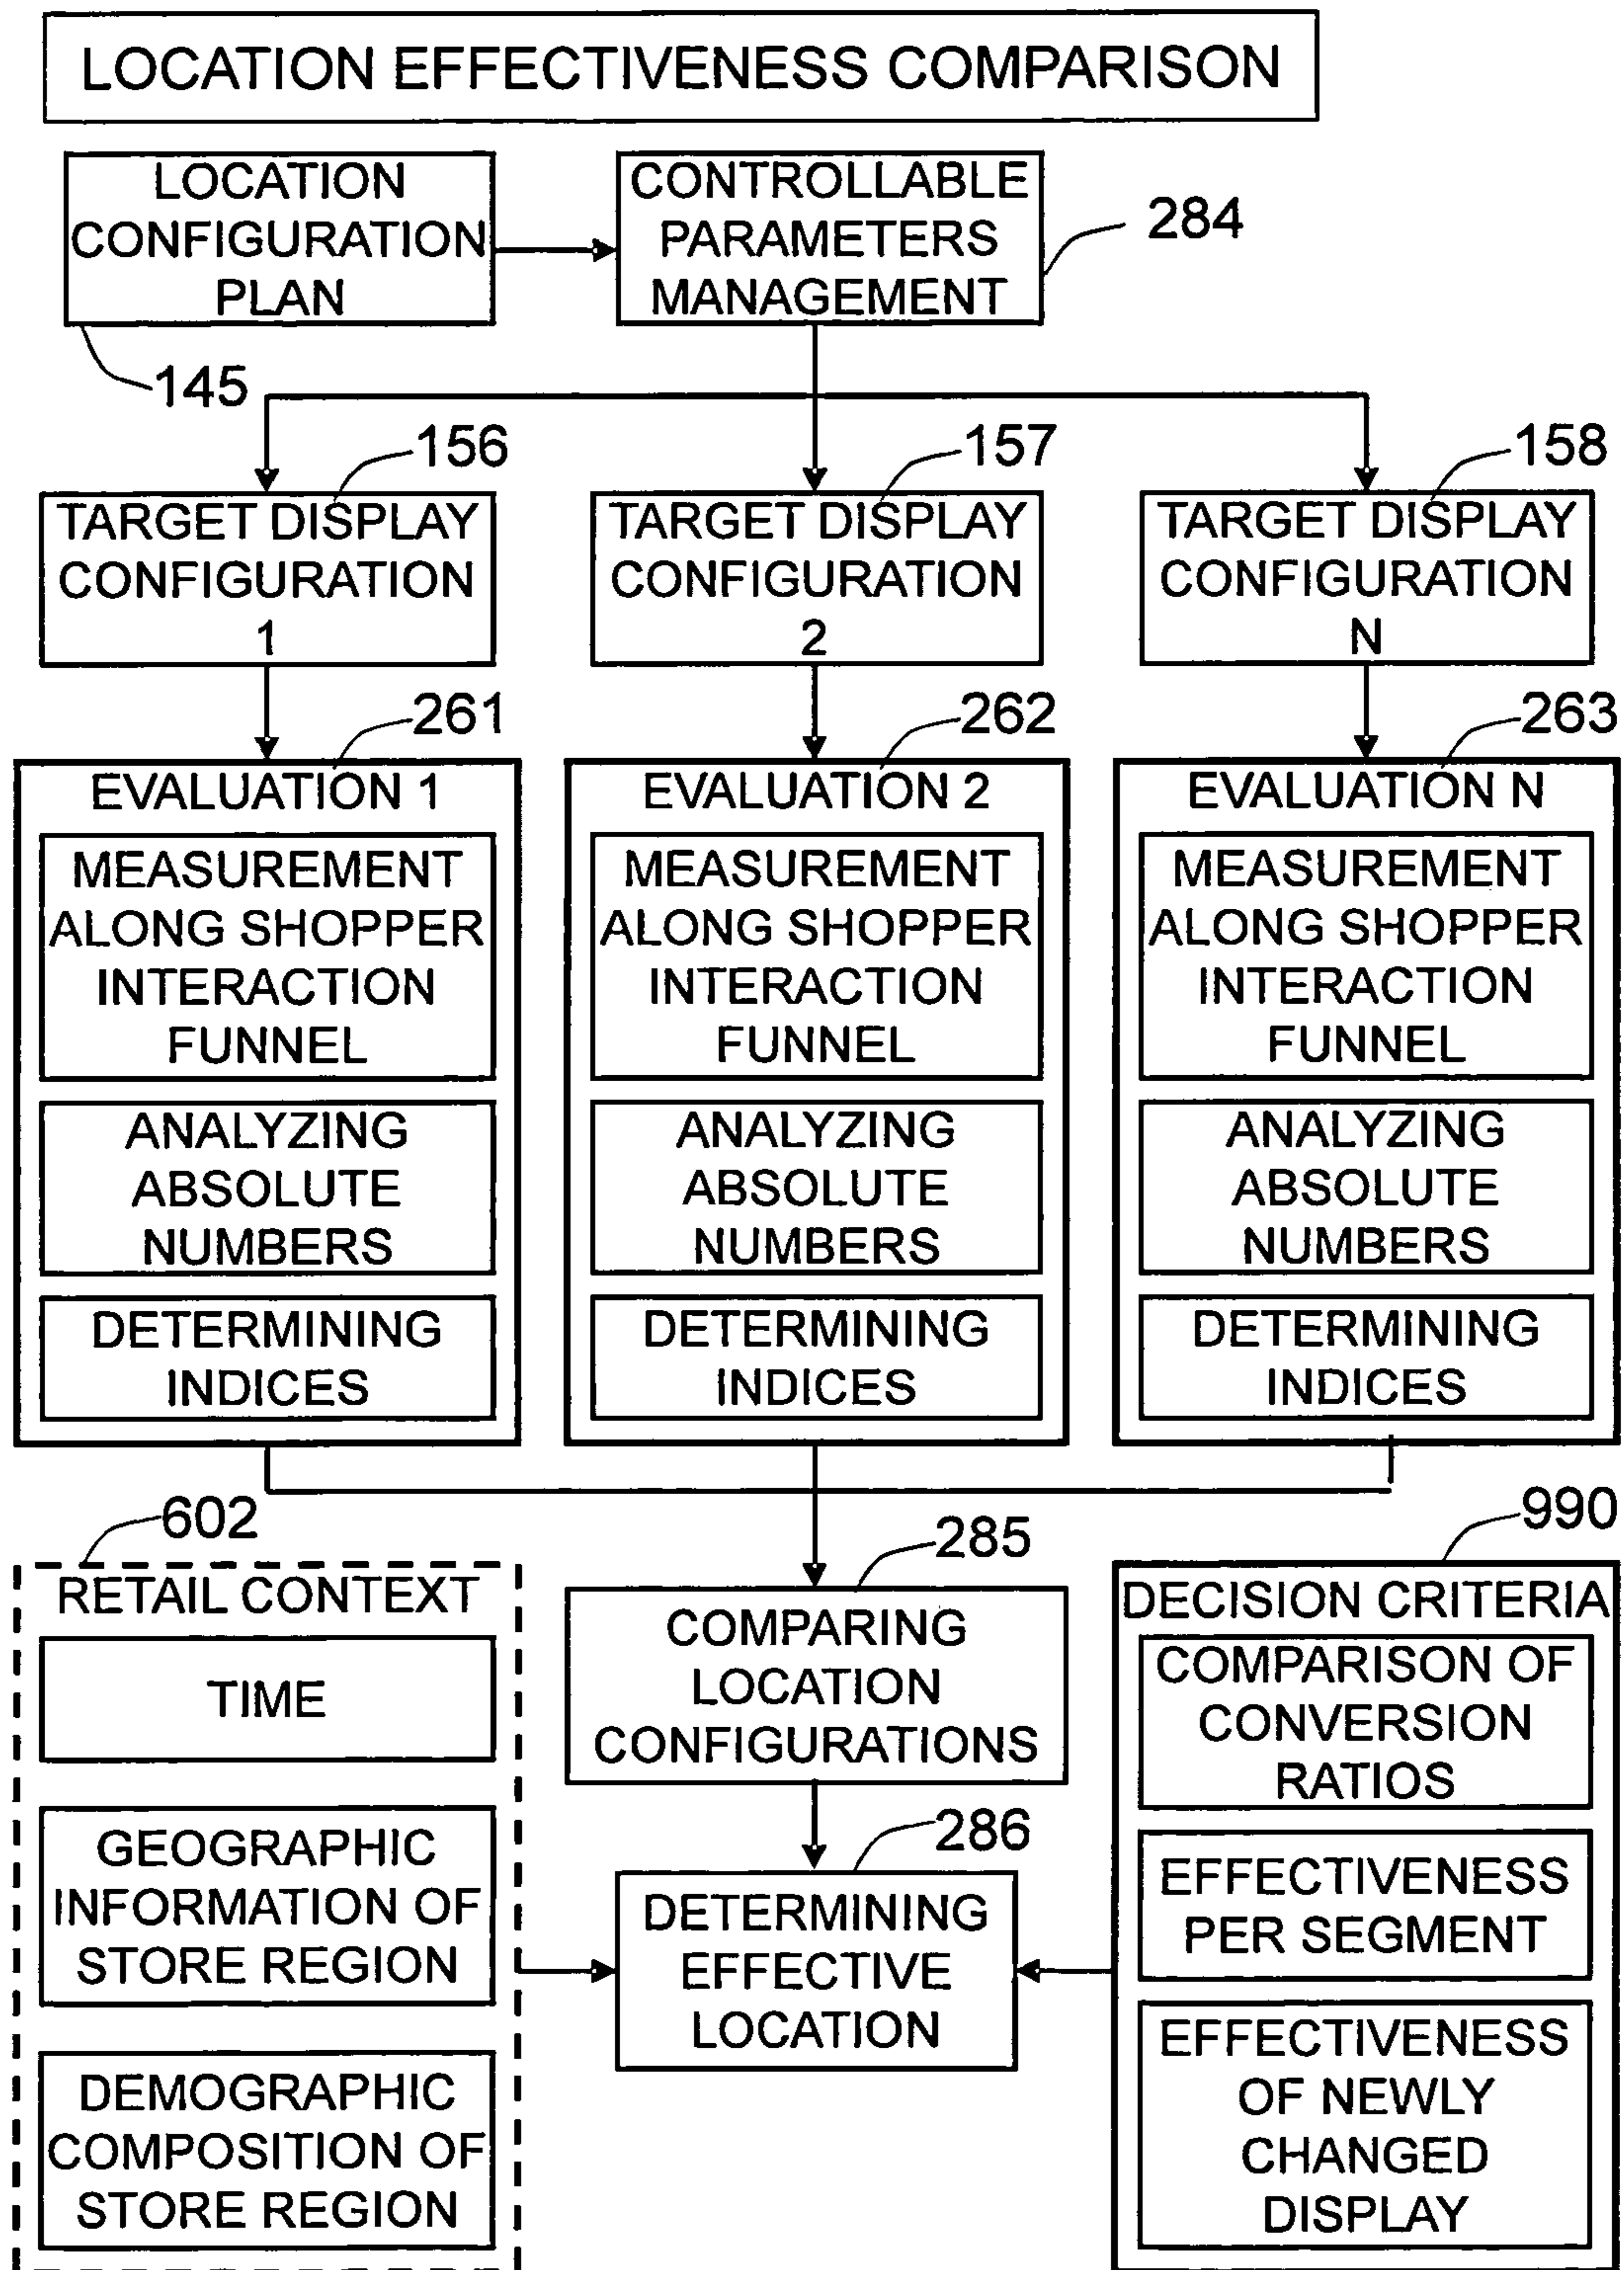 LOCATION EFFECTIVENESS COMPARISON
LOCATION
CONFIGURATION
PLAN
CONTROLLABLE
PARAMETERS
MANAGEMENT
284
145
156
157
158
TARGET DISPLAY
CONFIGURATION
1
TARGET DISPLAY
CONFIGURATION
2
TARGET DISPLAY
CONFIGURATION
N
261
262
263
EVALUATION 1
MEASUREMENT
ALONG SHOPPER
INTERACTION
FUNNEL
ANALYZING
ABSOLUTE
NUMBERS
DETERMINING
INDICES
EVALUATION 2
MEASUREMENT
ALONG SHOPPER
INTERACTION
FUNNEL
ANALYZING
ABSOLUTE
NUMBERS
DETERMINING
INDICES
EVALUATION N
MEASUREMENT
ALONG SHOPPER
INTERACTION
FUNNEL
ANALYZING
ABSOLUTE
NUMBERS
DETERMINING
INDICES
602
RETAIL CONTEXT
TIME
GEOGRAPHIC
INFORMATION OF
STORE REGION
DEMOGRAPHIC
COMPOSITION OF
STORE REGION
285
COMPARING
LOCATION
CONFIGURATIONS
286
DETERMINING
EFFECTIVE
LOCATION
990
DECISION CRITERIA
COMPARISON OF
CONVERSION
RATIOS
EFFECTIVENESS
PER SEGMENT
EFFECTIVENESS
OF NEWLY
CHANGED
DISPLAY